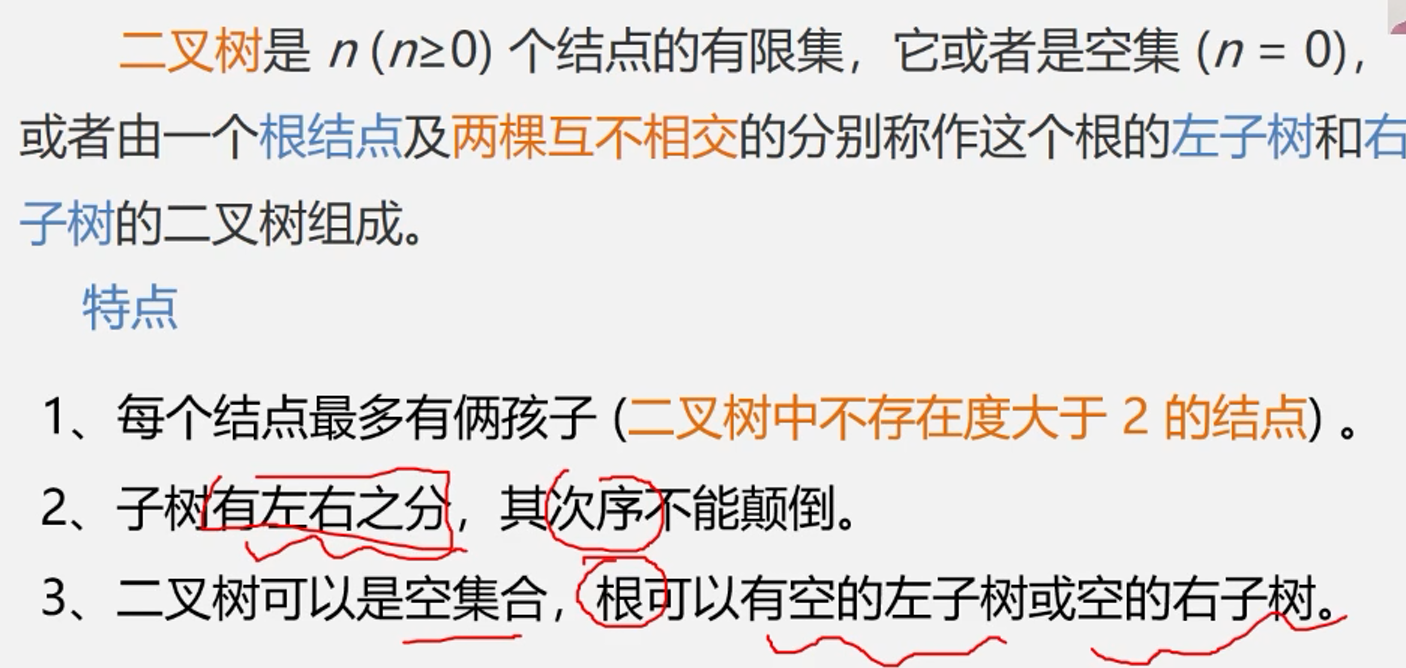 二叉树是 n (n≥0) 个结点的有限集，它或者是空集 (n = 0)，
或者由一个根结点及两棵互不相交的分别称作这个根的左子树和右
子树的二叉树组成。
特点
1、每个结点最多有俩孩子 (二叉树中不存在度大于 2 的结点) 。
2、子树有左右之分，其次序不能颠倒。
3、二叉树可以是空集合，根可以有空的左子树或空的右子树。